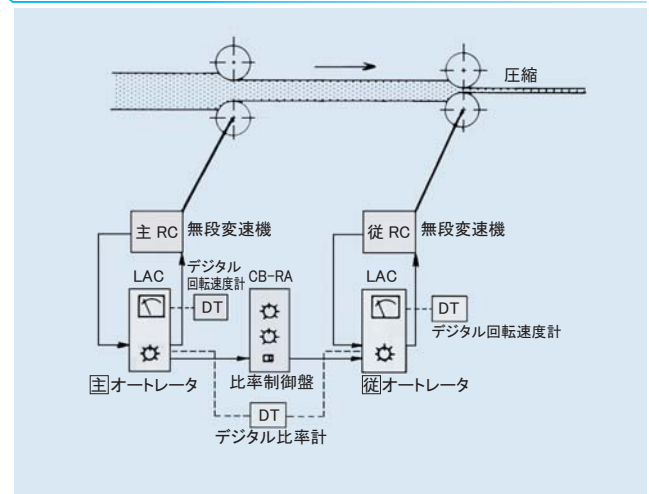 圧縮
主 RC 無段変速機
従 RC 無段変速機
デジタル
回転速度計
LAC
CB-RA
LAC
DT
DT
デジタル回転速度計
主オートレータ
比率制御盤
従オートレータ
DT
デジタル比率計